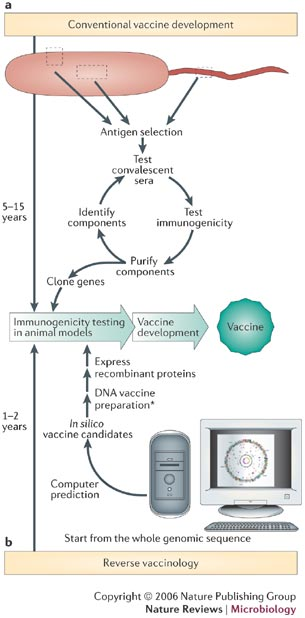 a
Conventional vaccine development
Antigen selection
Test
convalescent
sera
5–15
years
Identify
components
Test
immunogenicity
Purify
components
Clone genes
Immunogenicity testing
in animal models
Vaccine
development
Vaccine
Express
recombinant proteins
DNA vaccine
preparation*
1–2
years
In silico
vaccine candidates
Computer
prediction
Start from the whole genomic sequence
b
Reverse vaccinology
Copyright © 2006 Nature Publishing Group
Nature Reviews | Microbiology